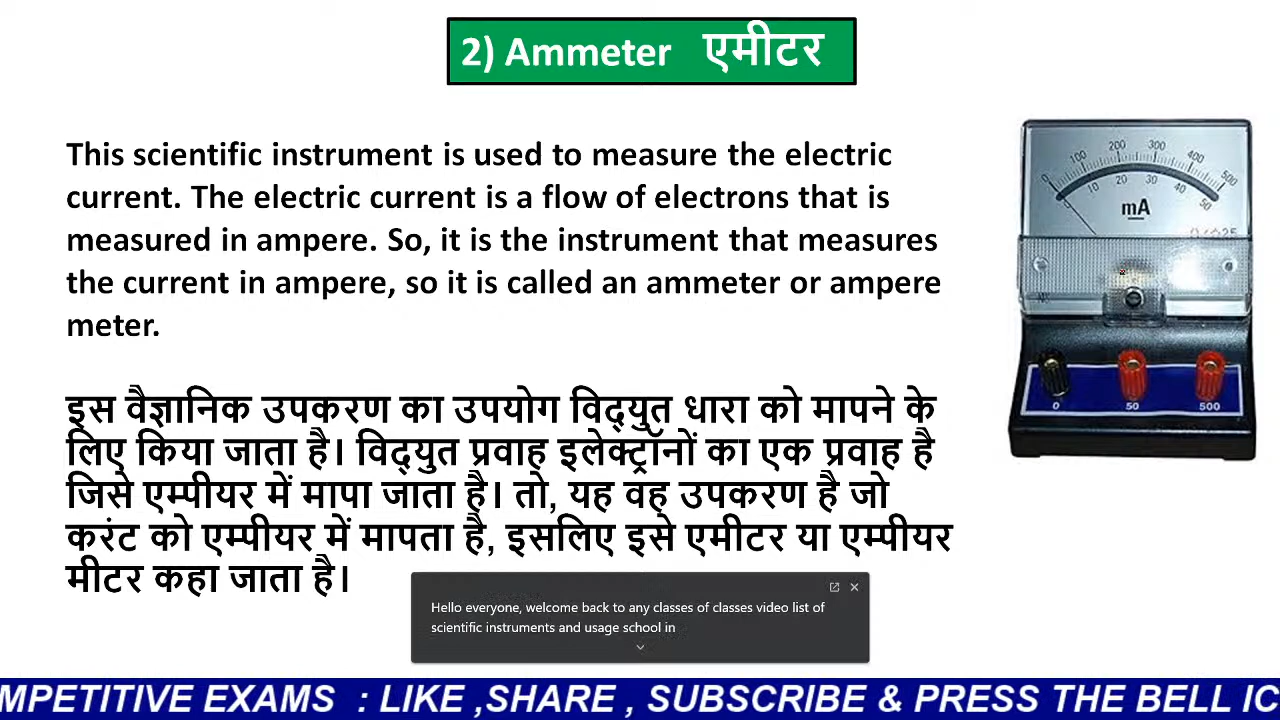 2) Ammeter एमीटर
This scientific instrument is used to measure the electric
current. The electric current is a flow of electrons that is
measured in ampere. So, it is the instrument that measures
the current in ampere, so it is called an ammeter or ampere
meter.
इस वैज्ञानिक उपकरण का उपयोग विद्युत धारा को मापने के
लिए किया जाता है। विद्युत प्रवाह इलेक्ट्रॉनों का एक प्रवाह है
जिसे एम्पीयर में मापा जाता है। तो, यह वह उपकरण है जो
करंट को एम्पीयर में मापता है, इसलिए इसे एमीटर या एम्पीयर
मीटर कहा जाता है।
0 100 200 300 400 500
10 20 30 40 50
mA
0 50 500
Hello everyone, welcome back to any classes of classes video list of
scientific instruments and usage school in
MPETITIVE EXAMS : LIKE ,SHARE , SUBSCRIBE & PRESS THE BELL IC